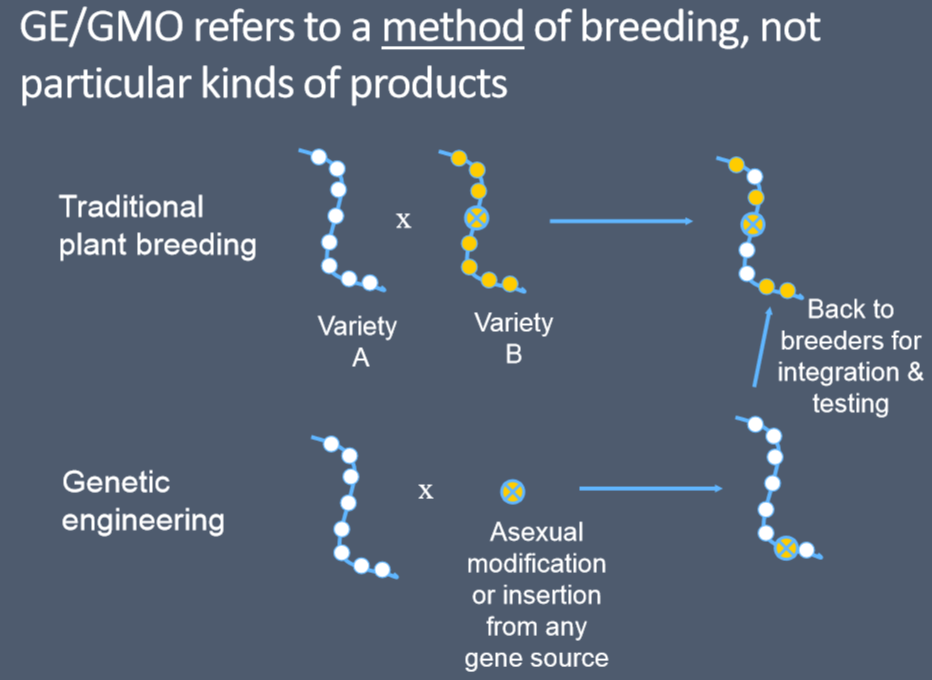 GE/GMO refers to a method of breeding, not
particular kinds of products
Traditional
plant breeding
x
Variety
A
Variety
B
Back to
breeders for
integration &
testing
Genetic
engineering
x
Asexual
modification
or insertion
from any
gene source